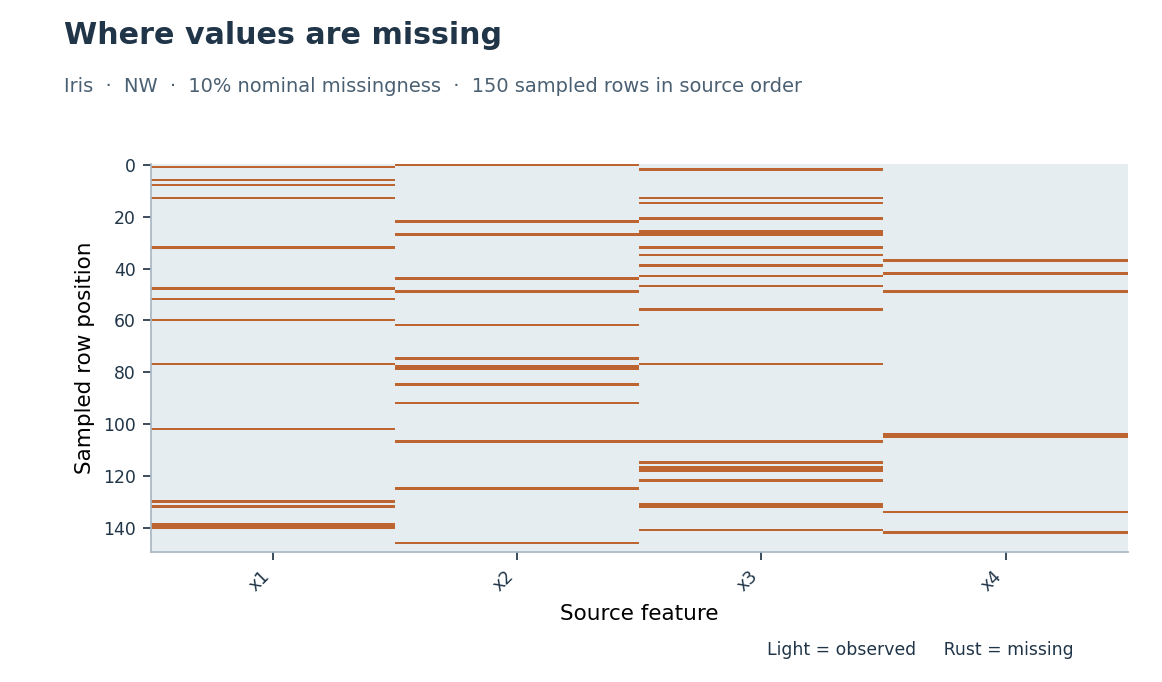 Where values are missing
Iris · NW · 10% nominal missingness · 150 sampled rows in source order
0
20
40
60
80
100
120
140
Sampled row position
x1 x2 x3 x4
Source feature
Light = observed Rust = missing